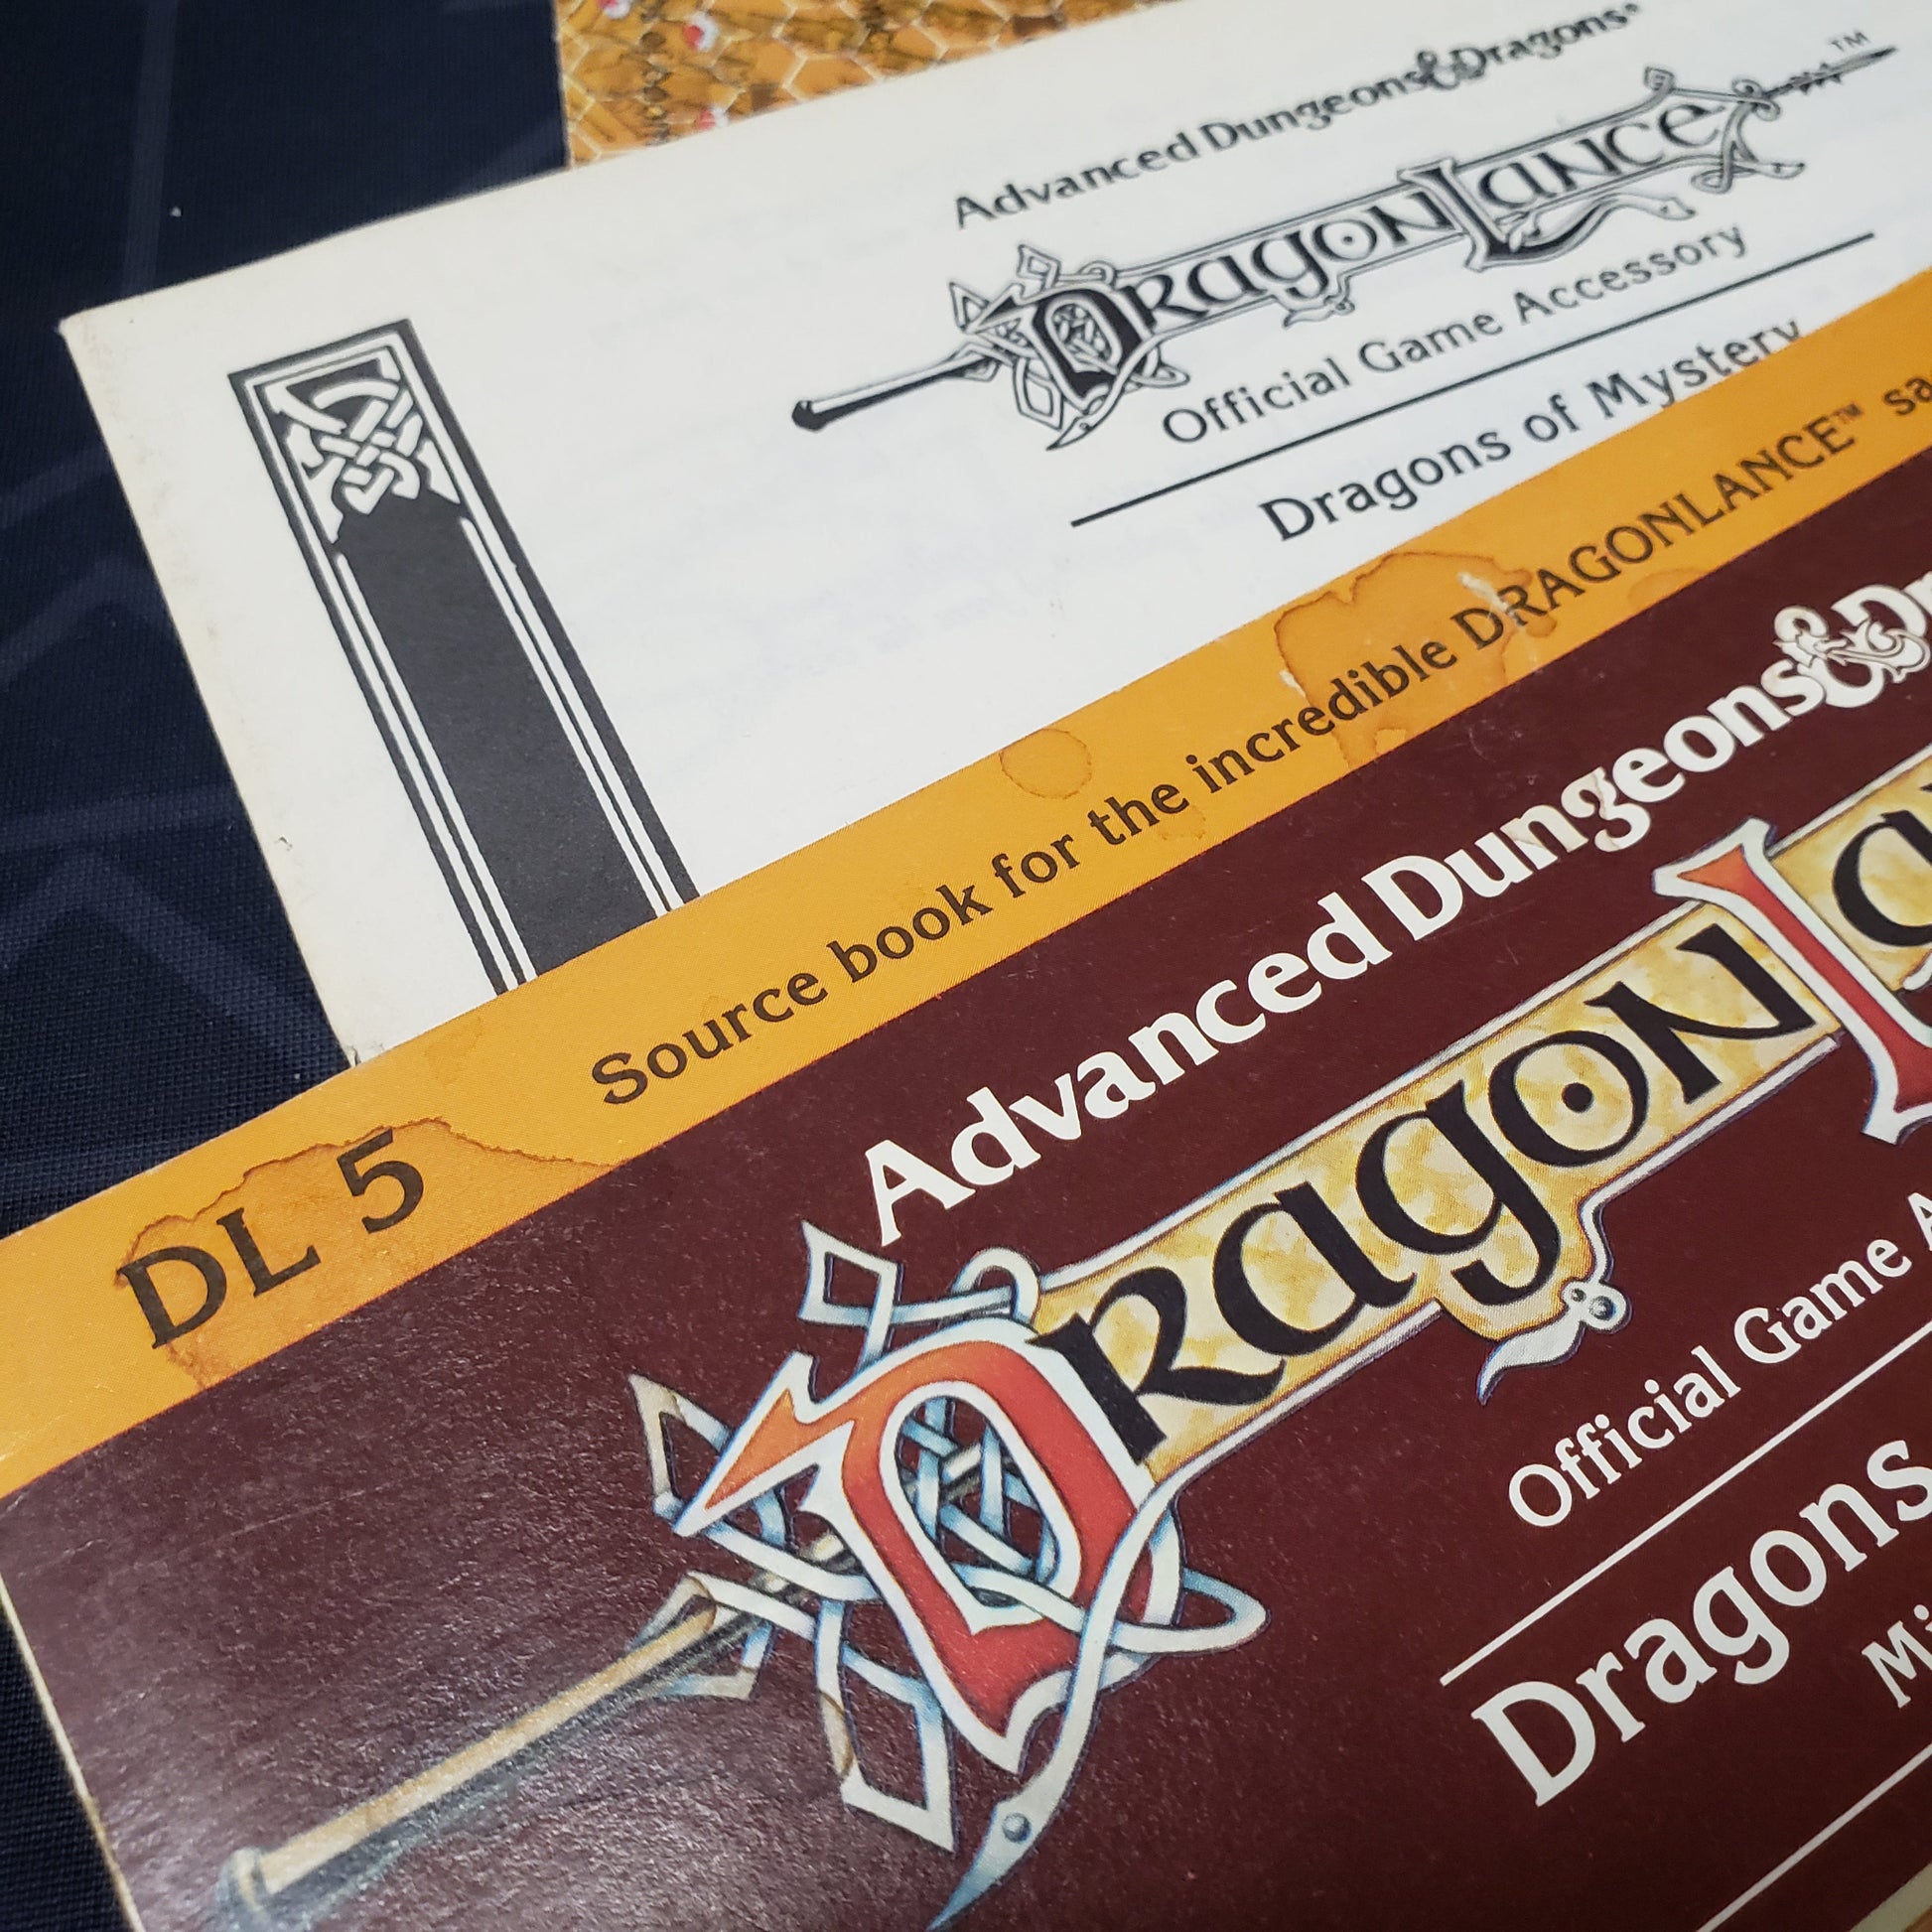 Advanced Dungeons & Dragons®
DRAGONLANCE™
Official Game Accessory
Dragons of Mystery
DL 5 Source book for the incredible DRAGONLANCE™
Advanced Dungeons &
DRAGON
Official Game
Dragons